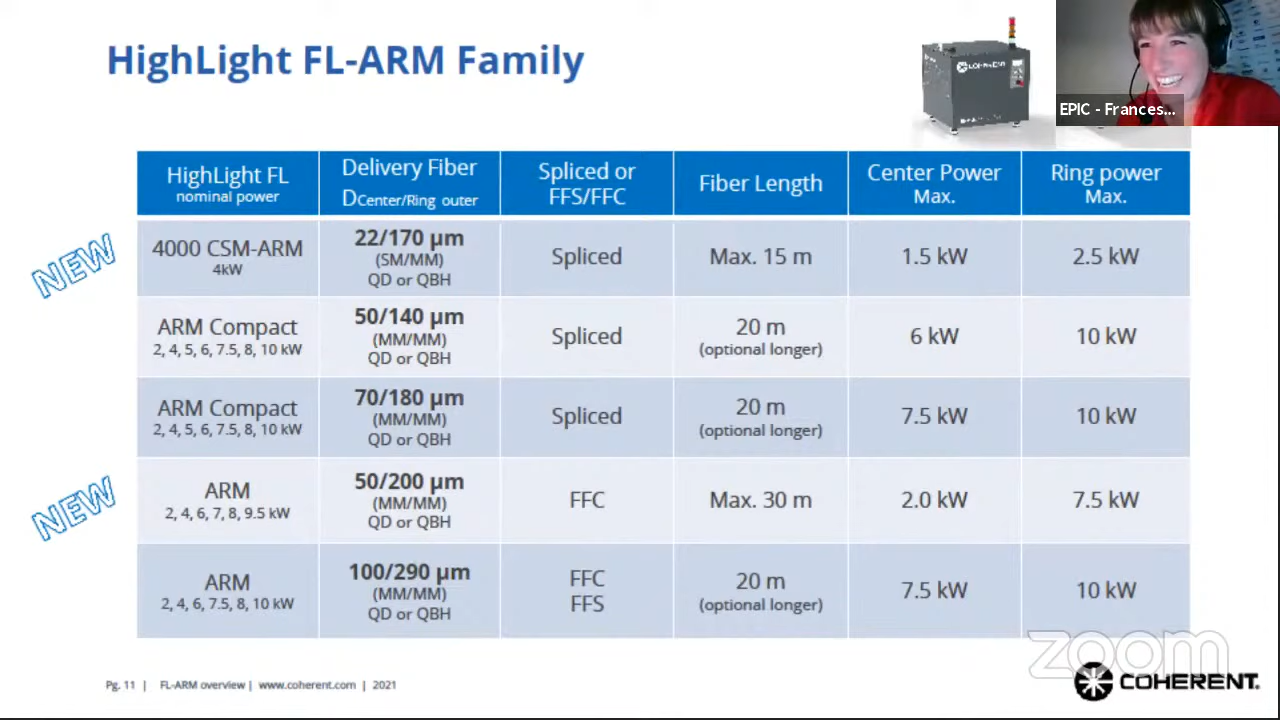 HighLight FL-ARM Family
COHERENT
EPIC - Frances...
HighLight FL
nominal power
Delivery Fiber
DCenter/Ring outer
Spliced or
FFS/FFC
Fiber Length
Center Power
Max.
Ring power
Max.
NEW
4000 CSM-ARM
4kW
22/170 µm
(SM/MM)
QD or QBH
Spliced
Max. 15 m
1.5 kW
2.5 kW
ARM Compact
2, 4, 5, 6, 7.5, 8, 10 kW
50/140 µm
(MM/MM)
QD or QBH
Spliced
20 m
(optional longer)
6 kW
10 kW
ARM Compact
2, 4, 5, 6, 7.5, 8, 10 kW
70/180 µm
(MM/MM)
QD or QBH
Spliced
20 m
(optional longer)
7.5 kW
10 kW
NEW
ARM
2, 4, 6, 7, 8, 9.5 kW
50/200 µm
(MM/MM)
QD or QBH
FFC
Max. 30 m
2.0 kW
7.5 kW
ARM
2, 4, 6, 7.5, 8, 10 kW
100/290 µm
(MM/MM)
QD or QBH
FFC
FFS
20 m
(optional longer)
7.5 kW
10 kW
zoom
Pg. 11 | FL-ARM overview | www.coherent.com | 2021
COHERENT.